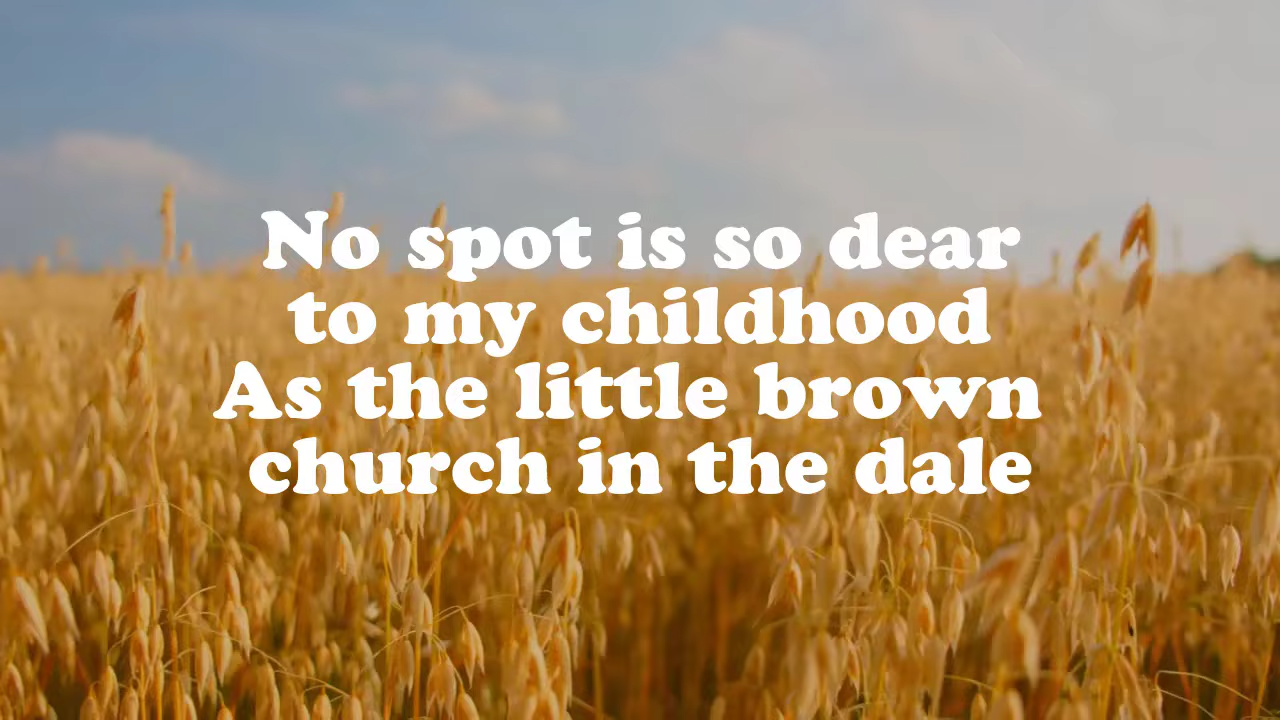 No spot is so dear
to my childhood
As the little brown
church in the dale